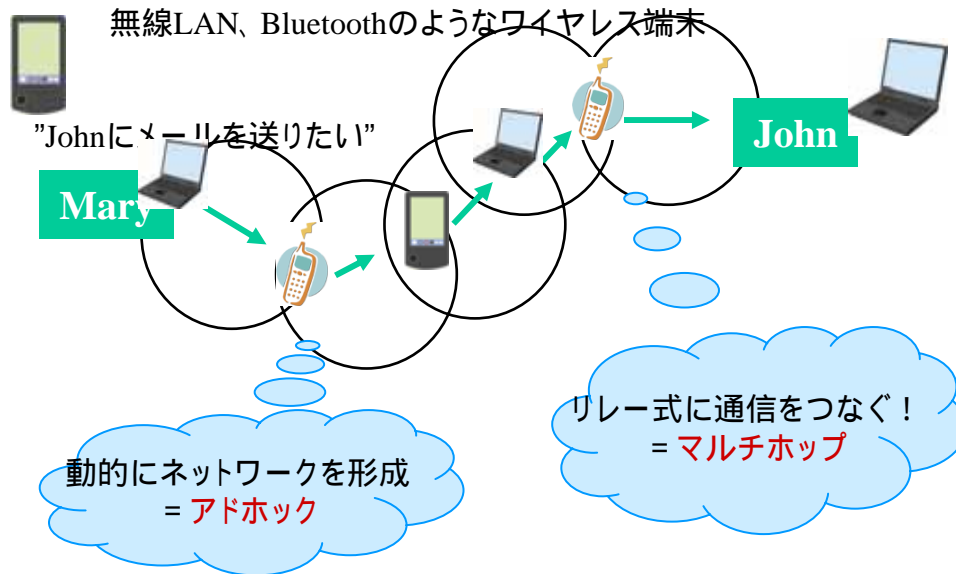 無線LAN、Bluetoothのようなワイヤレス端末
”Johnにメールを送りたい”
Mary
John
リレー式に通信をつなぐ！
= マルチホップ
動的にネットワークを形成
= アドホック